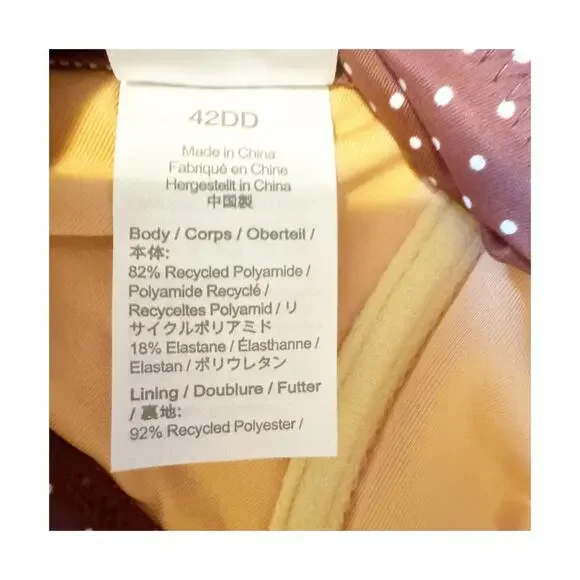 42DD
Made in China
Fabriqué en Chine
Hergestellt in China
中国製
Body / Corps / Oberteil /
本体:
82% Recycled Polyamide /
Polyamide Recyclé /
Recyceltes Polyamid / リ
サイクルポリアミド
18% Elastane / Élasthanne /
Elastan / ポリウレタン
Lining / Doublure / Futter
/ 裏地:
92% Recycled Polyester /